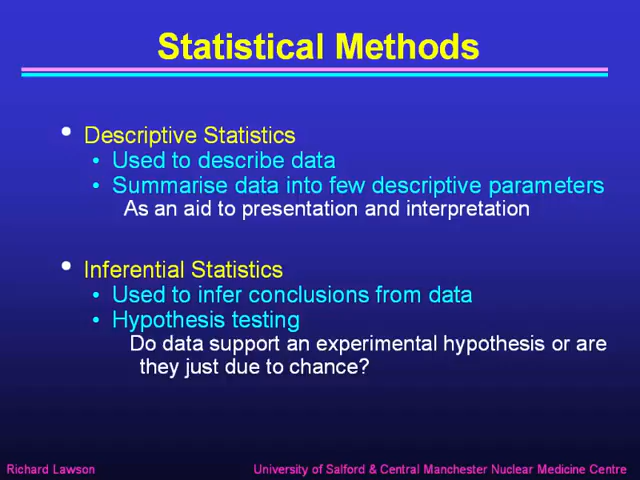 Statistical Methods
• Descriptive Statistics
• Used to describe data
• Summarise data into few descriptive parameters
As an aid to presentation and interpretation
• Inferential Statistics
• Used to infer conclusions from data
• Hypothesis testing
Do data support an experimental hypothesis or are
they just due to chance?
Richard Lawson
University of Salford & Central Manchester Nuclear Medicine Centre